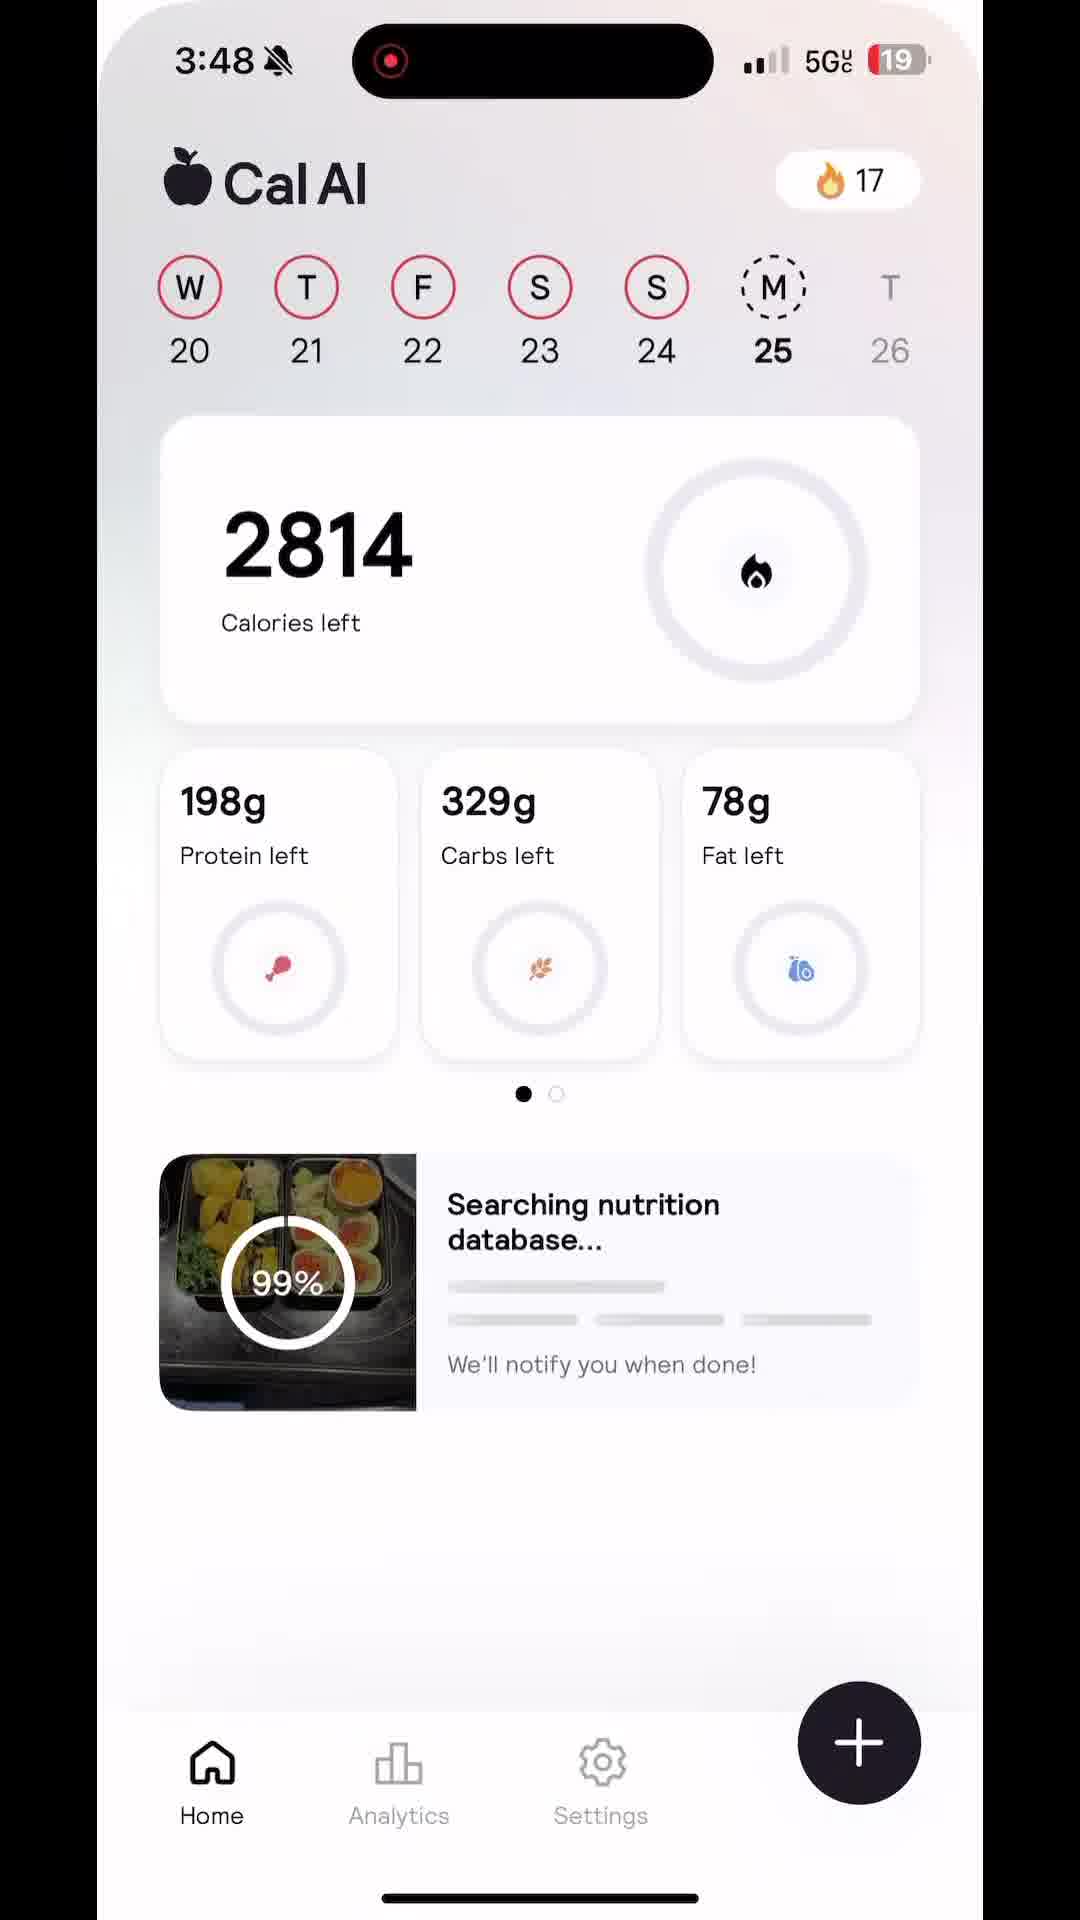 3:48
5GUC
19
Cal AI
17
W T F S S M T
20 21 22 23 24 25 26
2814
Calories left
198g 329g 78g
Protein left Carbs left Fat left
99%
Searching nutrition
database...
We'll notify you when done!
Home Analytics Settings